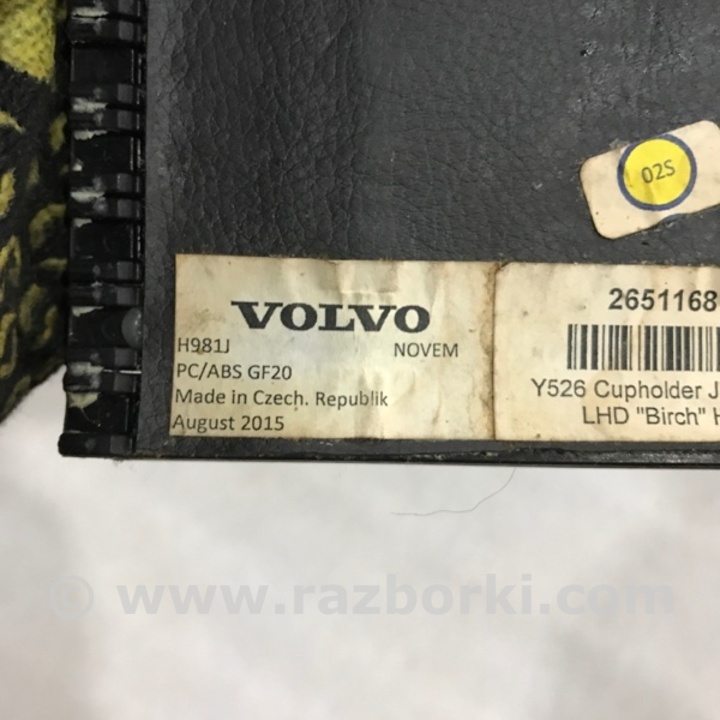 02S
VOLVO
H981J NOVEM
PC/ABS GF20
Made in Czech. Republik
August 2015
2651168
Y526 Cupholder J
LHD "Birch" H
© www.razborki.com